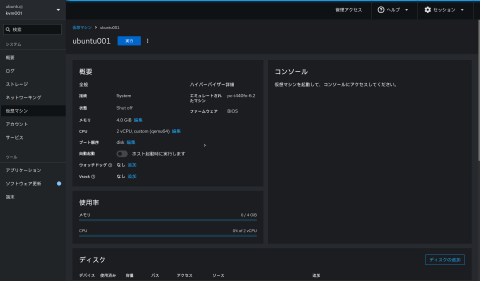 ubuntuji
kvm001
管理アクセス
ヘルプ
セッション
検索
システム
概要
ログ
ストレージ
ネットワーキング
仮想マシン
アカウント
サービス
ツール
アプリケーション
ソフトウェア更新
端末
仮想マシン > ubuntu001
ubuntu001
実行
概要
全般
接続 System
状態 Shut off
メモリ 4.0 GiB 編集
CPU 2 vCPU, custom (qemu64) 編集
ブート順序 disk 編集
自動起動 ホスト起動時に実行します
ウォッチドッグ なし 追加
Vsock なし 追加
ハイパーバイザー詳細
エミュレートされたマシン pc-i440fx-6.2
ファームウェア BIOS
コンソール
仮想マシンを起動して、コンソールにアクセスしてください。
使用率
メモリ 0 / 4 GiB
CPU 0% of 2 vCPU
ディスク
ディスクの追加
デバイス 使用済み 容量 バス アクセス ソース 追加